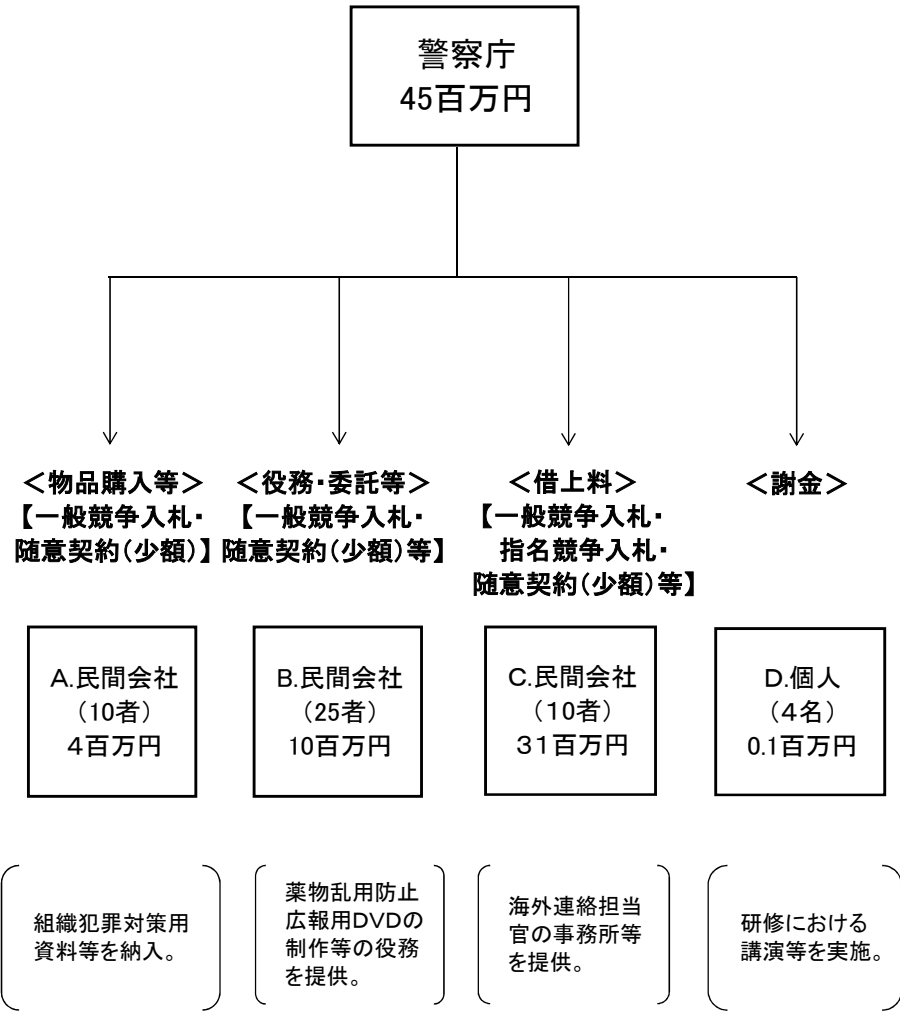 警察庁
45百万円
＜物品購入等＞
【一般競争入札・
随意契約(少額)】
＜役務・委託等＞
【一般競争入札・
随意契約(少額)等】
＜借上料＞
【一般競争入札・
指名競争入札・
随意契約(少額)等】
＜謝金＞
A.民間会社
（10者）
４百万円
B.民間会社
（25者）
10百万円
C.民間会社
（１０者）
３１百万円
D.個人
（４名）
0.1百万円
組織犯罪対策用
資料等を納入。
薬物乱用防止
広報用DVDの
制作等の役務
を提供。
海外連絡担当
官の事務所等
を提供。
研修における
講演等を実施。